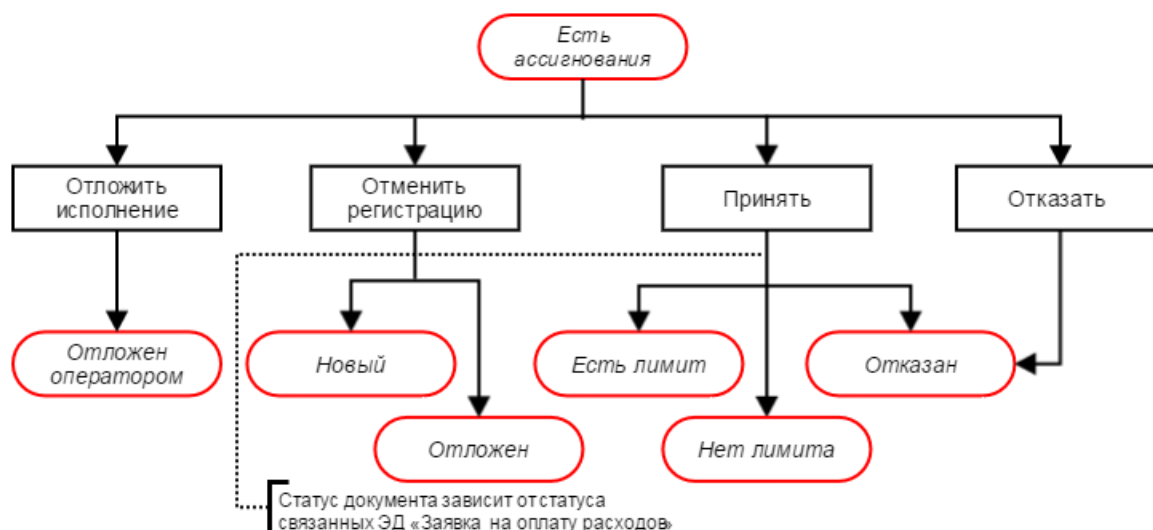 Есть
ассигнования
Отложить
исполнение
Отменить
регистрацию
Принять
Отказать
Отложен
оператором
Новый
Есть лимит
Отказан
Отложен
Нет лимита
Статус документа зависит от статуса
связанных ЭД «Заявка на оплату расходов»